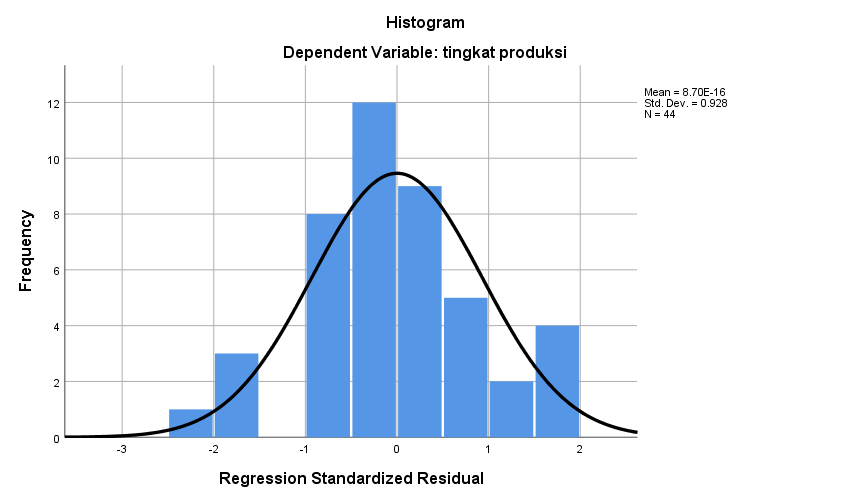 Histogram
Dependent Variable: tingkat produksi
Mean = 8.70E-16
Std. Dev. = 0.928
N = 44
Frequency
12
10
8
6
4
2
0
-3 -2 -1 0 1 2
Regression Standardized Residual